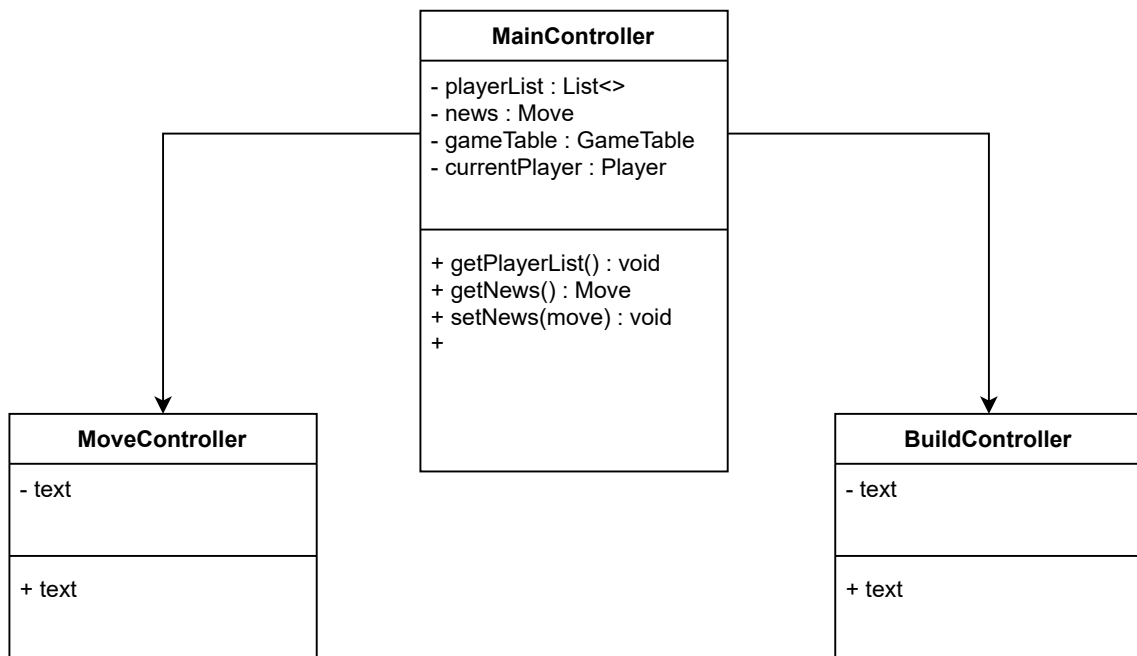 MainController
- playerList : List<>
- news : Move
- gameTable : GameTable
- currentPlayer : Player
+ getPlayerList() : void
+ getNews() : Move
+ setNews(move) : void
+
MoveController
- text
+ text
BuildController
- text
+ text